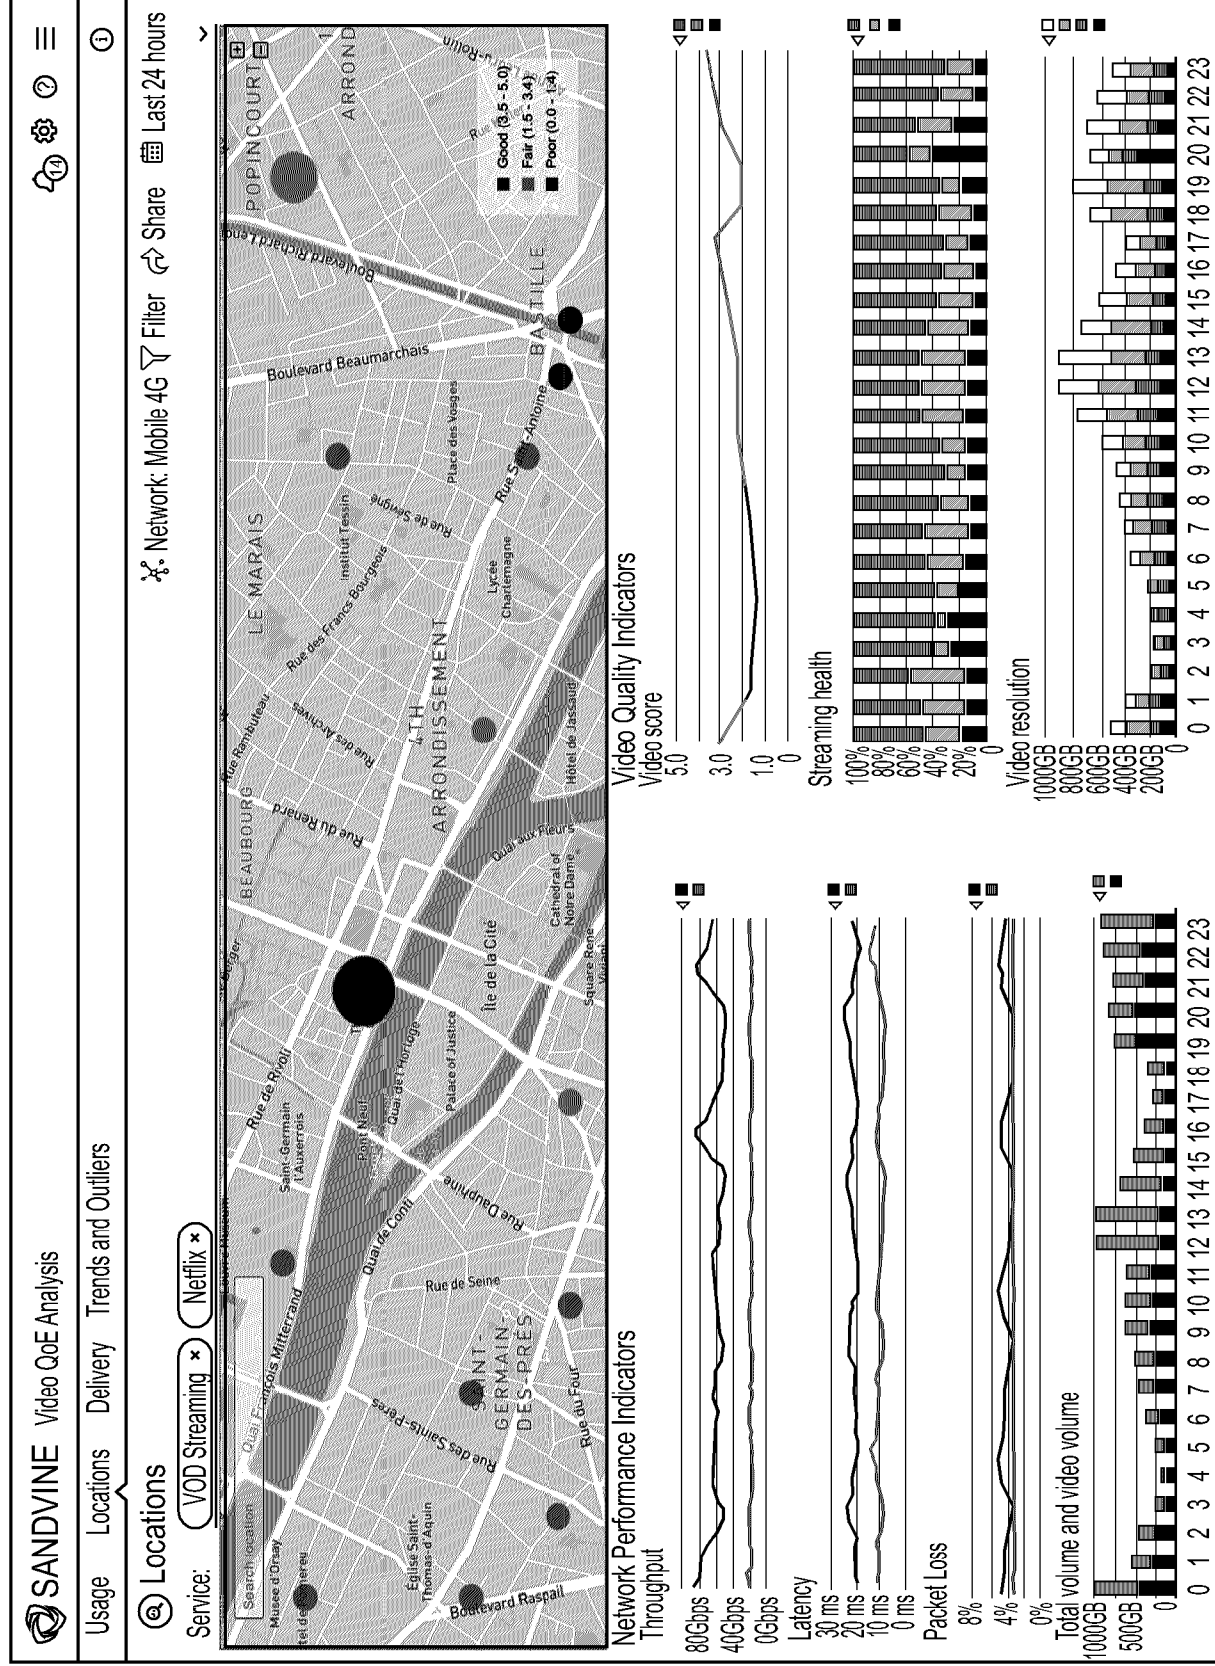 SANDVINE Video QoE Analysis
14
?
Usage Locations Delivery Trends and Outliers
i
Locations
Network: Mobile 4G Filter Share Last 24 hours
Service: VOD Streaming × Netflix ×
Search location
+
−
Musée d'Orsay
Quai François Mitterrand
Église Saint-
Thomas-d'Aquin
Boulevard Raspail
Rue des Saints-Pères
SAINT-
GERMAIN-
DES-PRÉS
Rue du Four
Rue de Seine
Quai de Conti
Rue Dauphine
Saint-Germain
l'Auxerrois
Rue de Rivoli
Pont Neuf
Quai de l'Horloge
Palace of Justice
Île de la Cité
Cathedral of
Notre Dame
Square René
Viviani
Quai aux Fleurs
BEAUBOURG
Rue du Renard
Rue Rambuteau
Rue des Archives
4TH
ARRONDISSEMENT
Hôtel de Jassaud
LE MARAIS
Rue des Francs Bourgeois
Institut Tessin
Rue de Sévigné
Lycée
Charlemagne
Place des Vosges
Rue Saint-Antoine
Boulevard Beaumarchais
BASTILLE
Boulevard Richard Lenoir
POPINCOURT
ARROND
Good (3.5 - 5.0)
Fair (1.5 - 3.4)
Poor (0.0 - 1.4)
Network Performance Indicators
Throughput
80Gbps
40Gbps
0Gbps
Latency
30 ms
20 ms
10 ms
0 ms
Packet Loss
8%
4%
0%
Total volume and video volume
1000GB
500GB
0
0 1 2 3 4 5 6 7 8 9 10 11 12 13 14 15 16 17 18 19 20 21 22 23
Video Quality Indicators
Video score
5.0
3.0
1.0
0
Streaming health
100%
80%
60%
40%
20%
0
Video resolution
1000GB
800GB
600GB
400GB
200GB
0
0 1 2 3 4 5 6 7 8 9 10 11 12 13 14 15 16 17 18 19 20 21 22 23